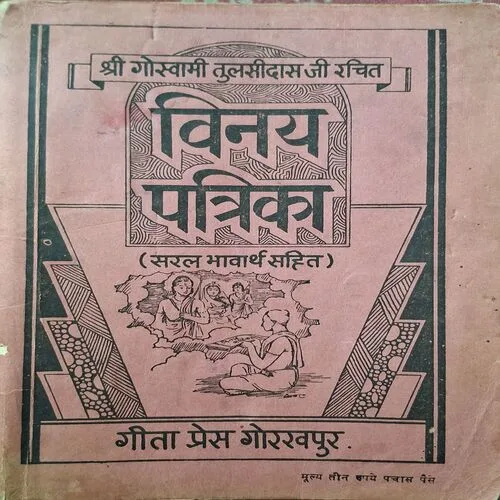 श्री गोस्वामी तुलसीदास जी रचित
विनय
पत्रिका
(सरल भावार्थ सहित)
गीता प्रेस गोरखपुर.
मूल्य तीन रुपये पचास पैसे